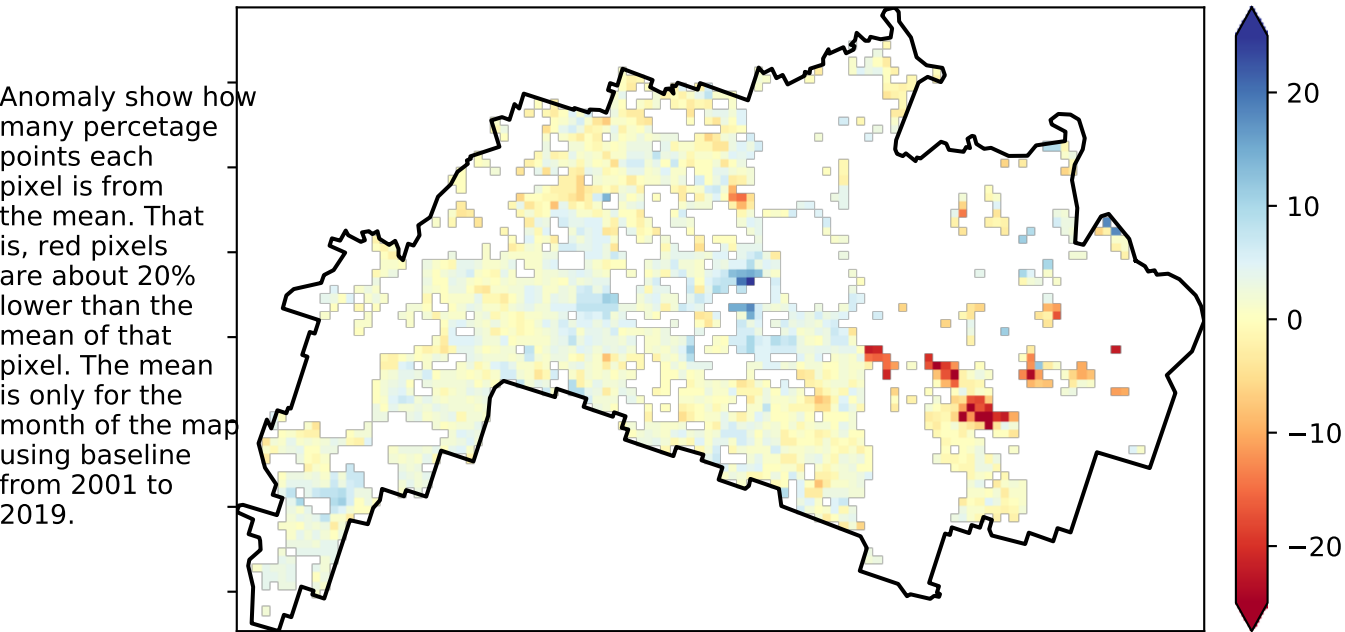 Anomaly show how
many percetage
points each
pixel is from
the mean. That
is, red pixels
are about 20%
lower than the
mean of that
pixel. The mean
is only for the
month of the map
using baseline
from 2001 to
2019.
20
10
0
−10
−20